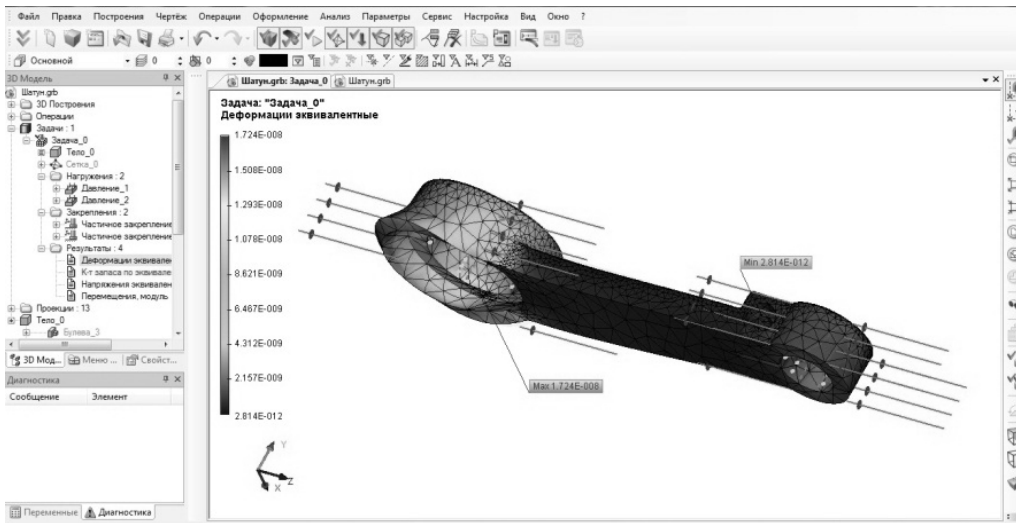 Файл Правка Построения Чертёж Операции Оформление Анализ Параметры Сервис Настройка Вид Окно ?
Основной 0 0
3D Модель
Шатун.grb: Задача_0 Шатун.grb
Шатун.grb
3D Построения
Операции
Задачи : 1
Задача_0
Тело_0
Сетка_0
Нагружения : 2
Давление_1
Давление_2
Закрепления : 2
Частичное закрепление
Частичное закрепление
Результаты : 4
Деформации эквивален
К-т запаса по эквивале
Напряжения эквивален
Перемещения, модуль
Проекции : 13
Тело_0
Булева_3
3D Мод... Меню ... Свойст...
Диагностика
Сообщение Элемент
Переменные Диагностика
Задача: "Задача_0"
Деформации эквивалентные
1.724E-008
1.508E-008
1.293E-008
1.078E-008
8.621E-009
6.467E-009
4.312E-009
2.157E-009
2.814E-012
Min 2.814E-012
Max 1.724E-008
Y
Z
X